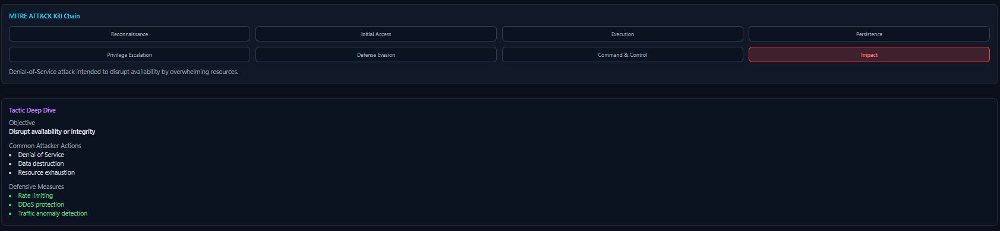 MITRE ATT&CK Kill Chain
Reconnaissance
Initial Access
Execution
Persistence
Privilege Escalation
Defense Evasion
Command & Control
Impact
Denial-of-Service attack intended to disrupt availability by overwhelming resources.
Tactic Deep Dive
Objective
Disrupt availability or integrity
Common Attacker Actions
• Denial of Service
• Data destruction
• Resource exhaustion
Defensive Measures
• Rate limiting
• DDoS protection
• Traffic anomaly detection